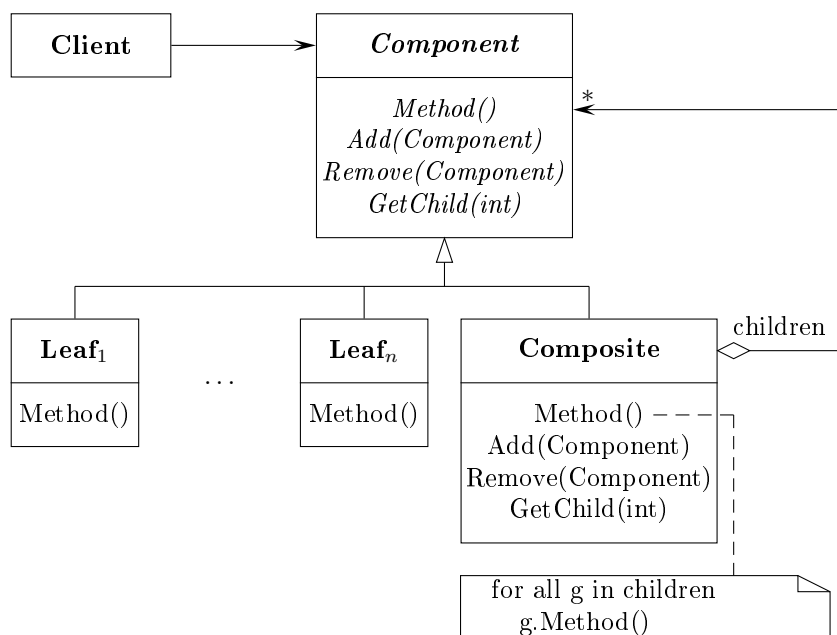 Client
Component
*
Method()
Add(Component)
Remove(Component)
GetChild(int)
children
Leaf₁
Leafₙ
Composite
...
Method()
Method()
Method()
Add(Component)
Remove(Component)
GetChild(int)
for all g in children
g.Method()